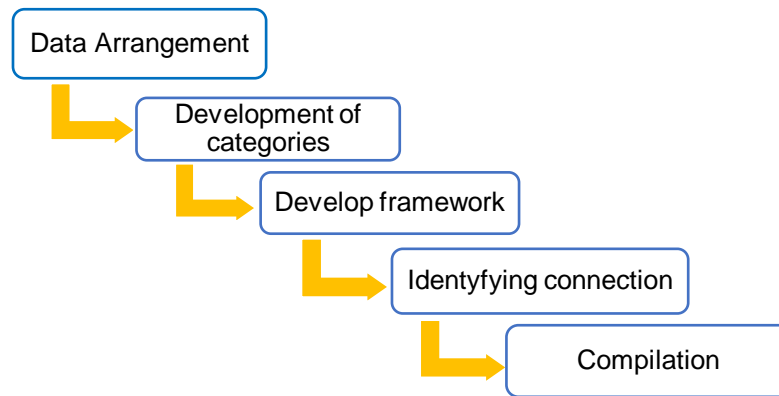 Data Arrangement
Development of
categories
Develop framework
Identyfying connection
Compilation